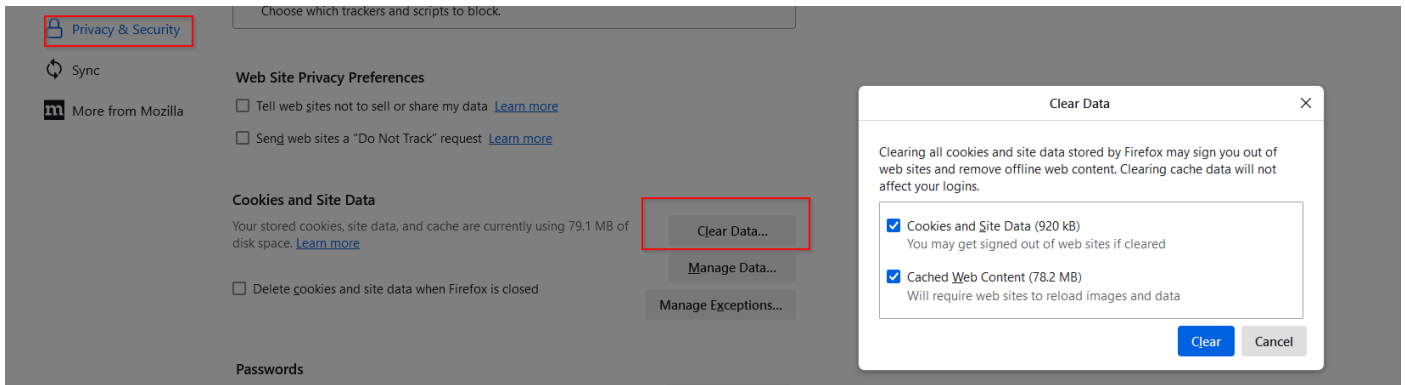 Choose which trackers and scripts to block.
Privacy & Security
Sync
m More from Mozilla
Web Site Privacy Preferences
Tell web sites not to sell or share my data Learn more
Send web sites a “Do Not Track” request Learn more
Cookies and Site Data
Your stored cookies, site data, and cache are currently using 79.1 MB of
disk space. Learn more
Clear Data...
Manage Data...
Delete cookies and site data when Firefox is closed
Manage Exceptions...
Passwords
Clear Data
Clearing all cookies and site data stored by Firefox may sign you out of
web sites and remove offline web content. Clearing cache data will not
affect your logins.
Cookies and Site Data (920 kB)
You may get signed out of web sites if cleared
Cached Web Content (78.2 MB)
Will require web sites to reload images and data
Clear
Cancel